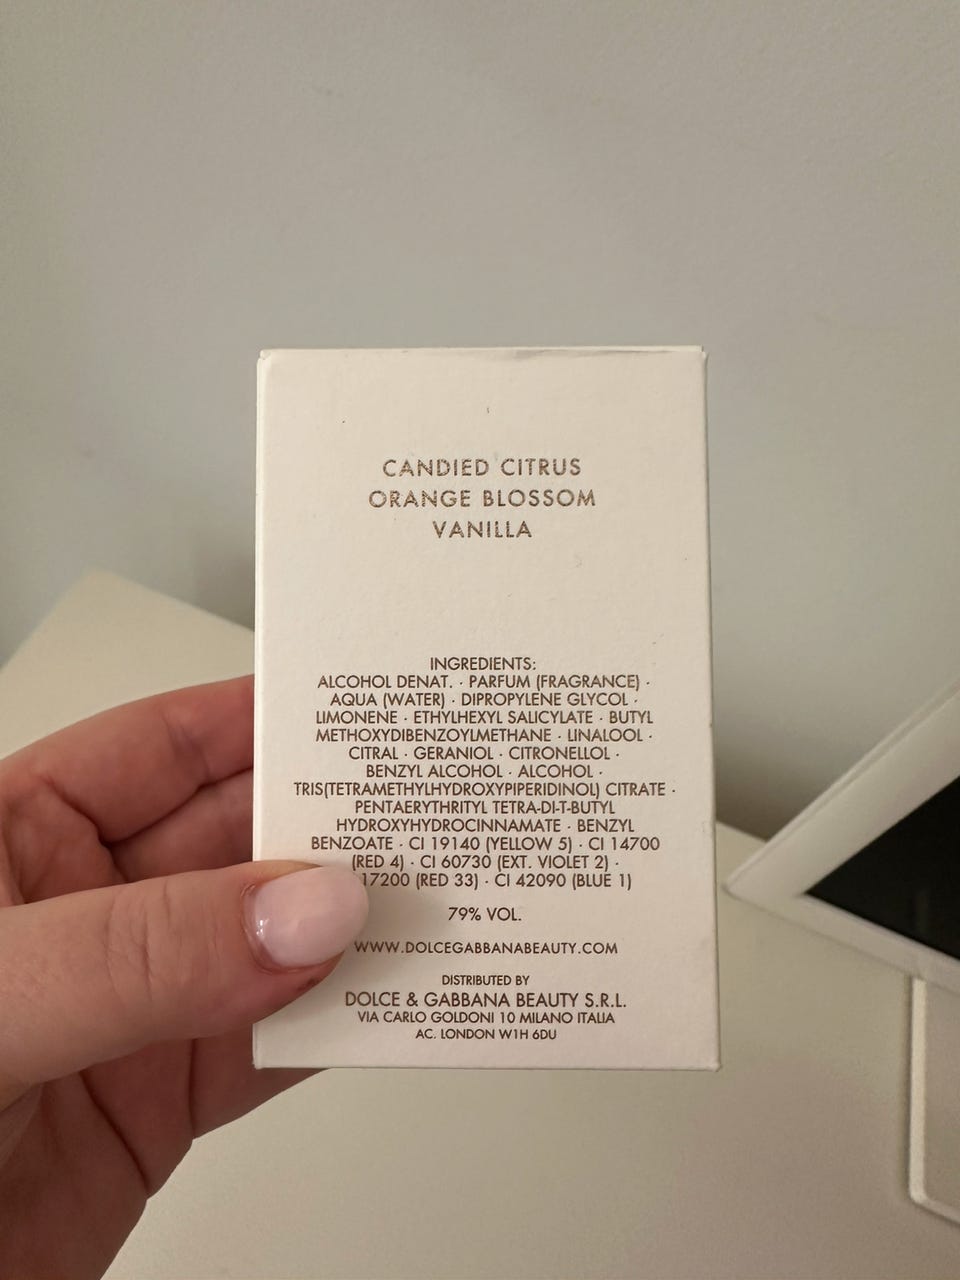 CANDIED CITRUS
ORANGE BLOSSOM
VANILLA
INGREDIENTS:
ALCOHOL DENAT. · PARFUM (FRAGRANCE) ·
AQUA (WATER) · DIPROPYLENE GLYCOL ·
LIMONENE · ETHYLHEXYL SALICYLATE · BUTYL
METHOXYDIBENZOYLMETHANE · LINALOOL ·
CITRAL · GERANIOL · CITRONELLOL ·
BENZYL ALCOHOL · ALCOHOL ·
TRIS(TETRAMETHYLHYDROXYPIPERIDINOL) CITRATE ·
PENTAERYTHRITYL TETRA-DI-T-BUTYL
HYDROXYHYDROCINNAMATE · BENZYL
BENZOATE · CI 19140 (YELLOW 5) · CI 14700
(RED 4) · CI 60730 (EXT. VIOLET 2) ·
17200 (RED 33) · CI 42090 (BLUE 1)
79% VOL.
WWW.DOLCEGABBANABEAUTY.COM
DISTRIBUTED BY
DOLCE & GABBANA BEAUTY S.R.L.
VIA CARLO GOLDONI 10 MILANO ITALIA
AC. LONDON W1H 6DU